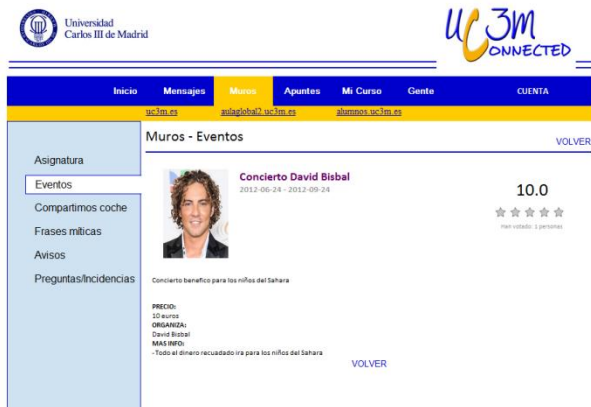 Universidad
Carlos III de Madrid
UC3M
CONNECTED
Inicio Mensajes Muros Apuntes Mi Curso Gente CUENTA
uc3m.es aulaglobal2.uc3m.es alumnos.uc3m.es
Muros - Eventos
VOLVER
Asignatura
Eventos
Compartimos coche
Frases míticas
Avisos
Preguntas/Incidencias
Concierto David Bisbal
2012-06-24 - 2012-09-24
10.0
Han votado: 1 personas
Concierto benefico para los niños del Sahara
PRECIO:
10 euros
ORGANIZA:
David Bisbal
MAS INFO:
- Todo el dinero recuadado ira para los niños del Sahara
VOLVER